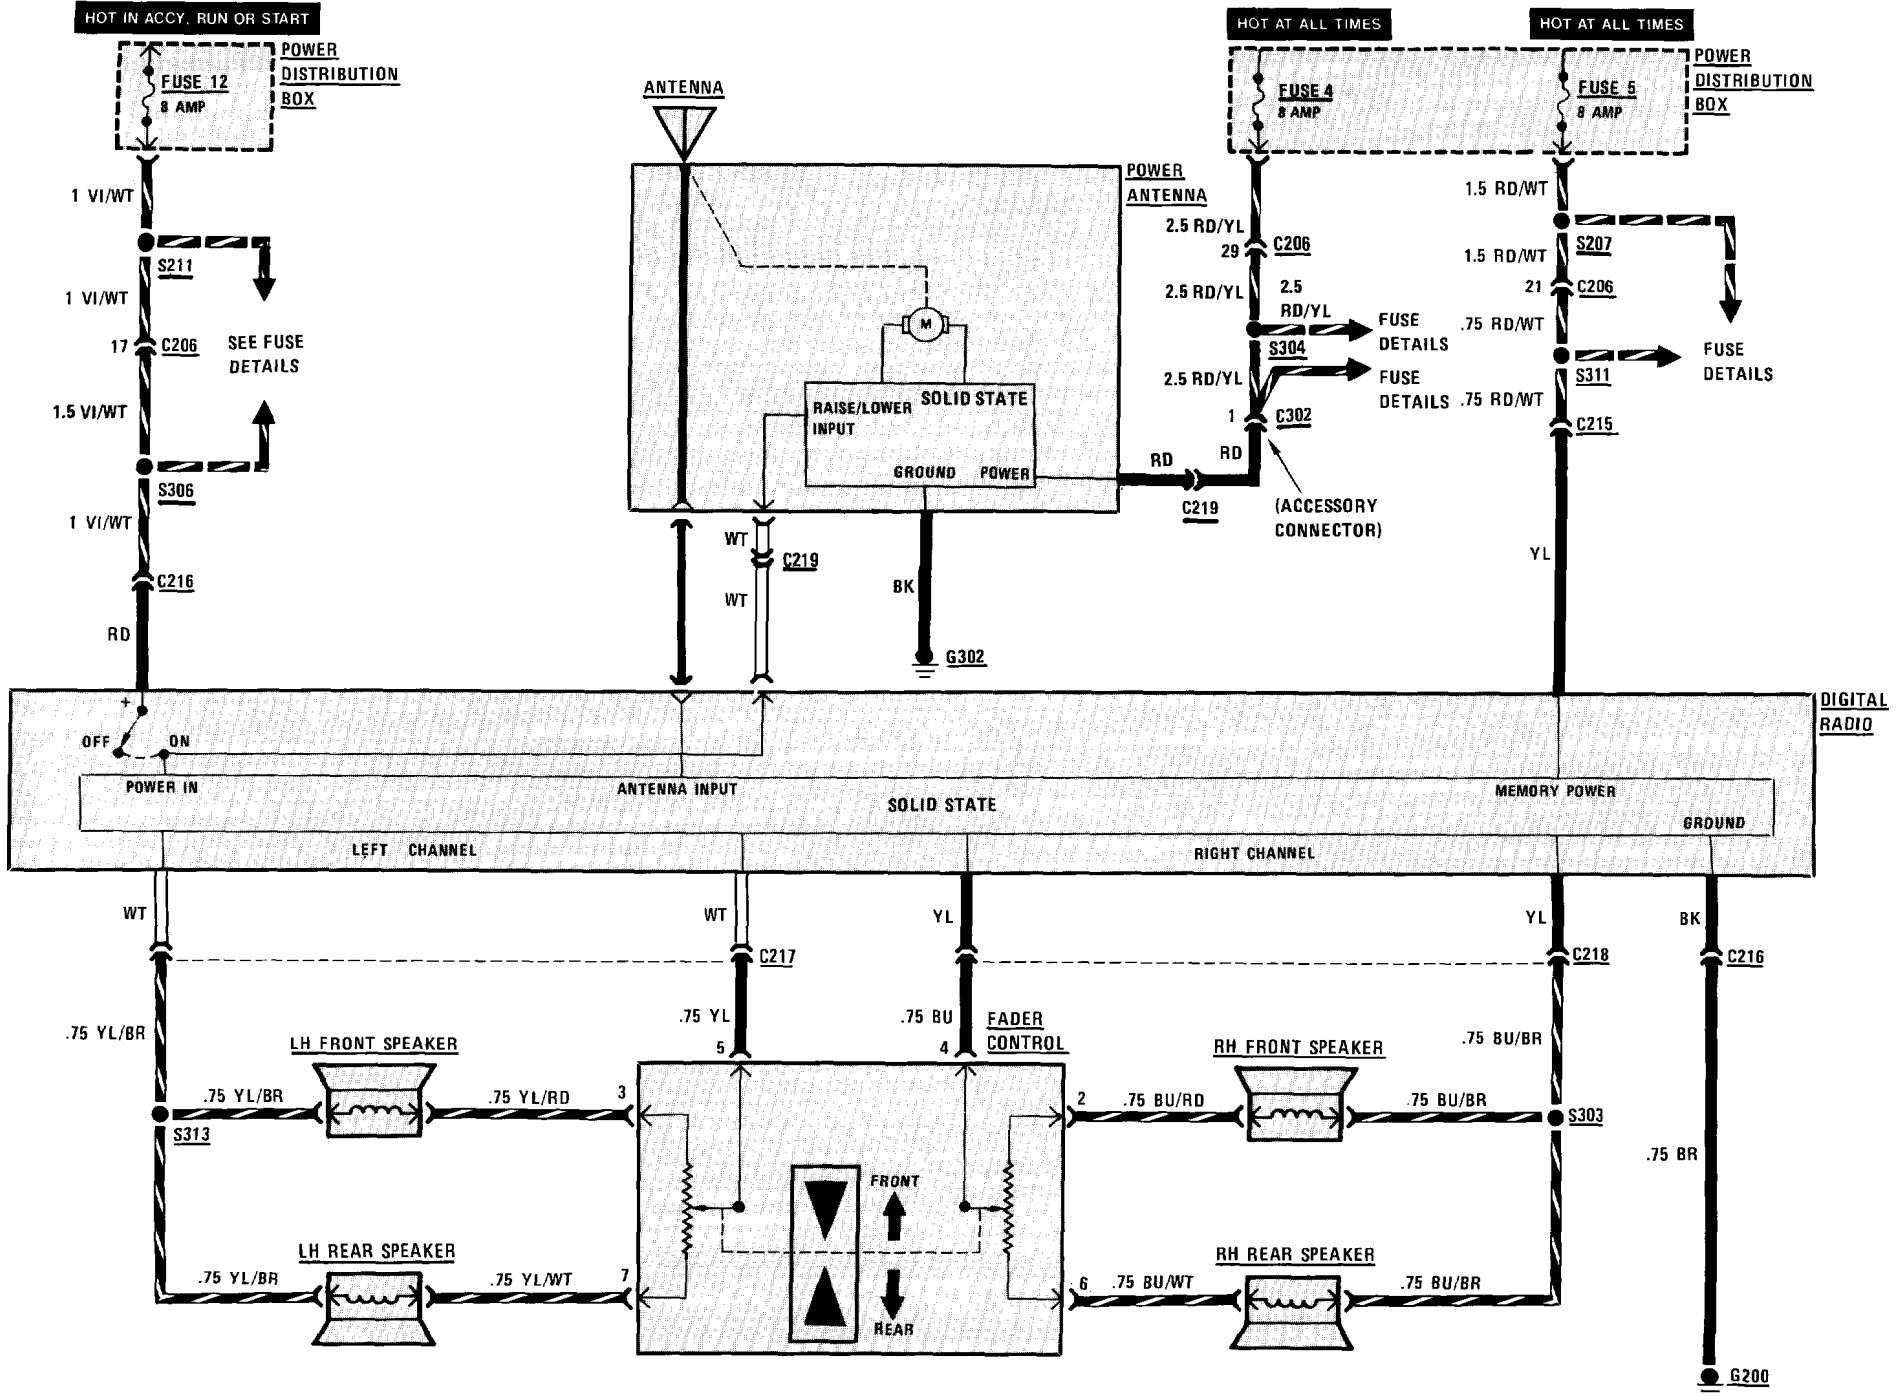 HOT IN ACCY, RUN OR START
HOT AT ALL TIMES
HOT AT ALL TIMES
FUSE 12
8 AMP
POWER
DISTRIBUTION
BOX
ANTENNA
FUSE 4
8 AMP
FUSE 5
8 AMP
POWER
DISTRIBUTION
BOX
1 VI/WT
S211
1 VI/WT
17
C206
SEE FUSE
DETAILS
1.5 VI/WT
S306
1 VI/WT
C216
RD
POWER
ANTENNA
M
SOLID STATE
RAISE/LOWER
INPUT
GROUND
POWER
WT
C219
WT
BK
G302
RD
C219
2.5 RD/YL
29
C206
2.5 RD/YL
2.5
RD/YL
FUSE
DETAILS
S304
2.5 RD/YL
FUSE
DETAILS
1
C302
RD
(ACCESSORY
CONNECTOR)
1.5 RD/WT
S207
1.5 RD/WT
21
C206
.75 RD/WT
S311
FUSE
DETAILS
.75 RD/WT
C215
YL
DIGITAL
RADIO
+
OFF
ON
POWER IN
ANTENNA INPUT
SOLID STATE
MEMORY POWER
GROUND
LEFT CHANNEL
RIGHT CHANNEL
WT
WT
YL
YL
BK
C217
C218
C216
.75 YL/BR
.75 YL
5
.75 BU
4
FADER
CONTROL
.75 BU/BR
LH FRONT SPEAKER
RH FRONT SPEAKER
.75 YL/BR
.75 YL/RD
3
2
.75 BU/RD
.75 BU/BR
S313
S303
.75 BR
FRONT
REAR
LH REAR SPEAKER
RH REAR SPEAKER
.75 YL/BR
.75 YL/WT
7
6
.75 BU/WT
.75 BU/BR
G200